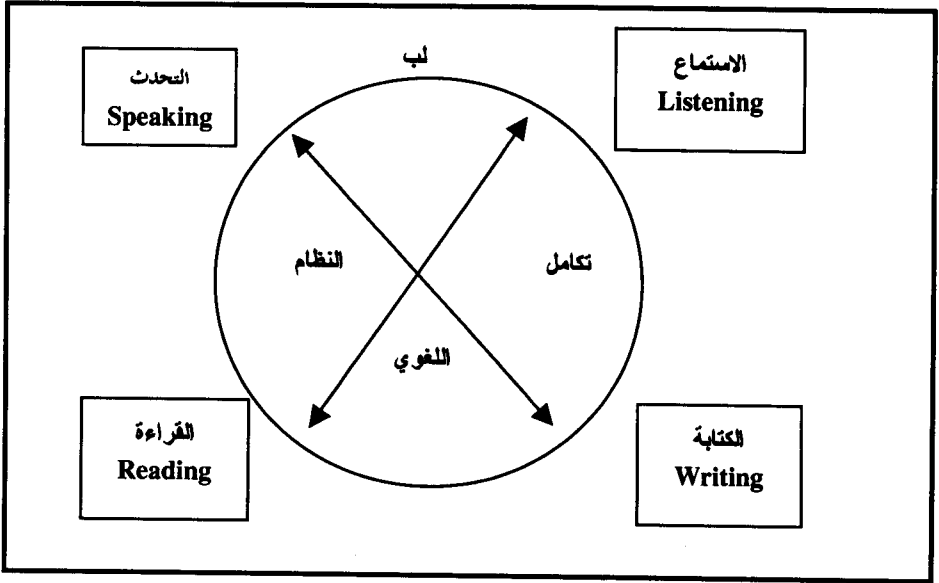 لب
الاستماع
Listening
التحدث
Speaking
تكامل
النظام
اللغوي
الكتابة
Writing
القراءة
Reading